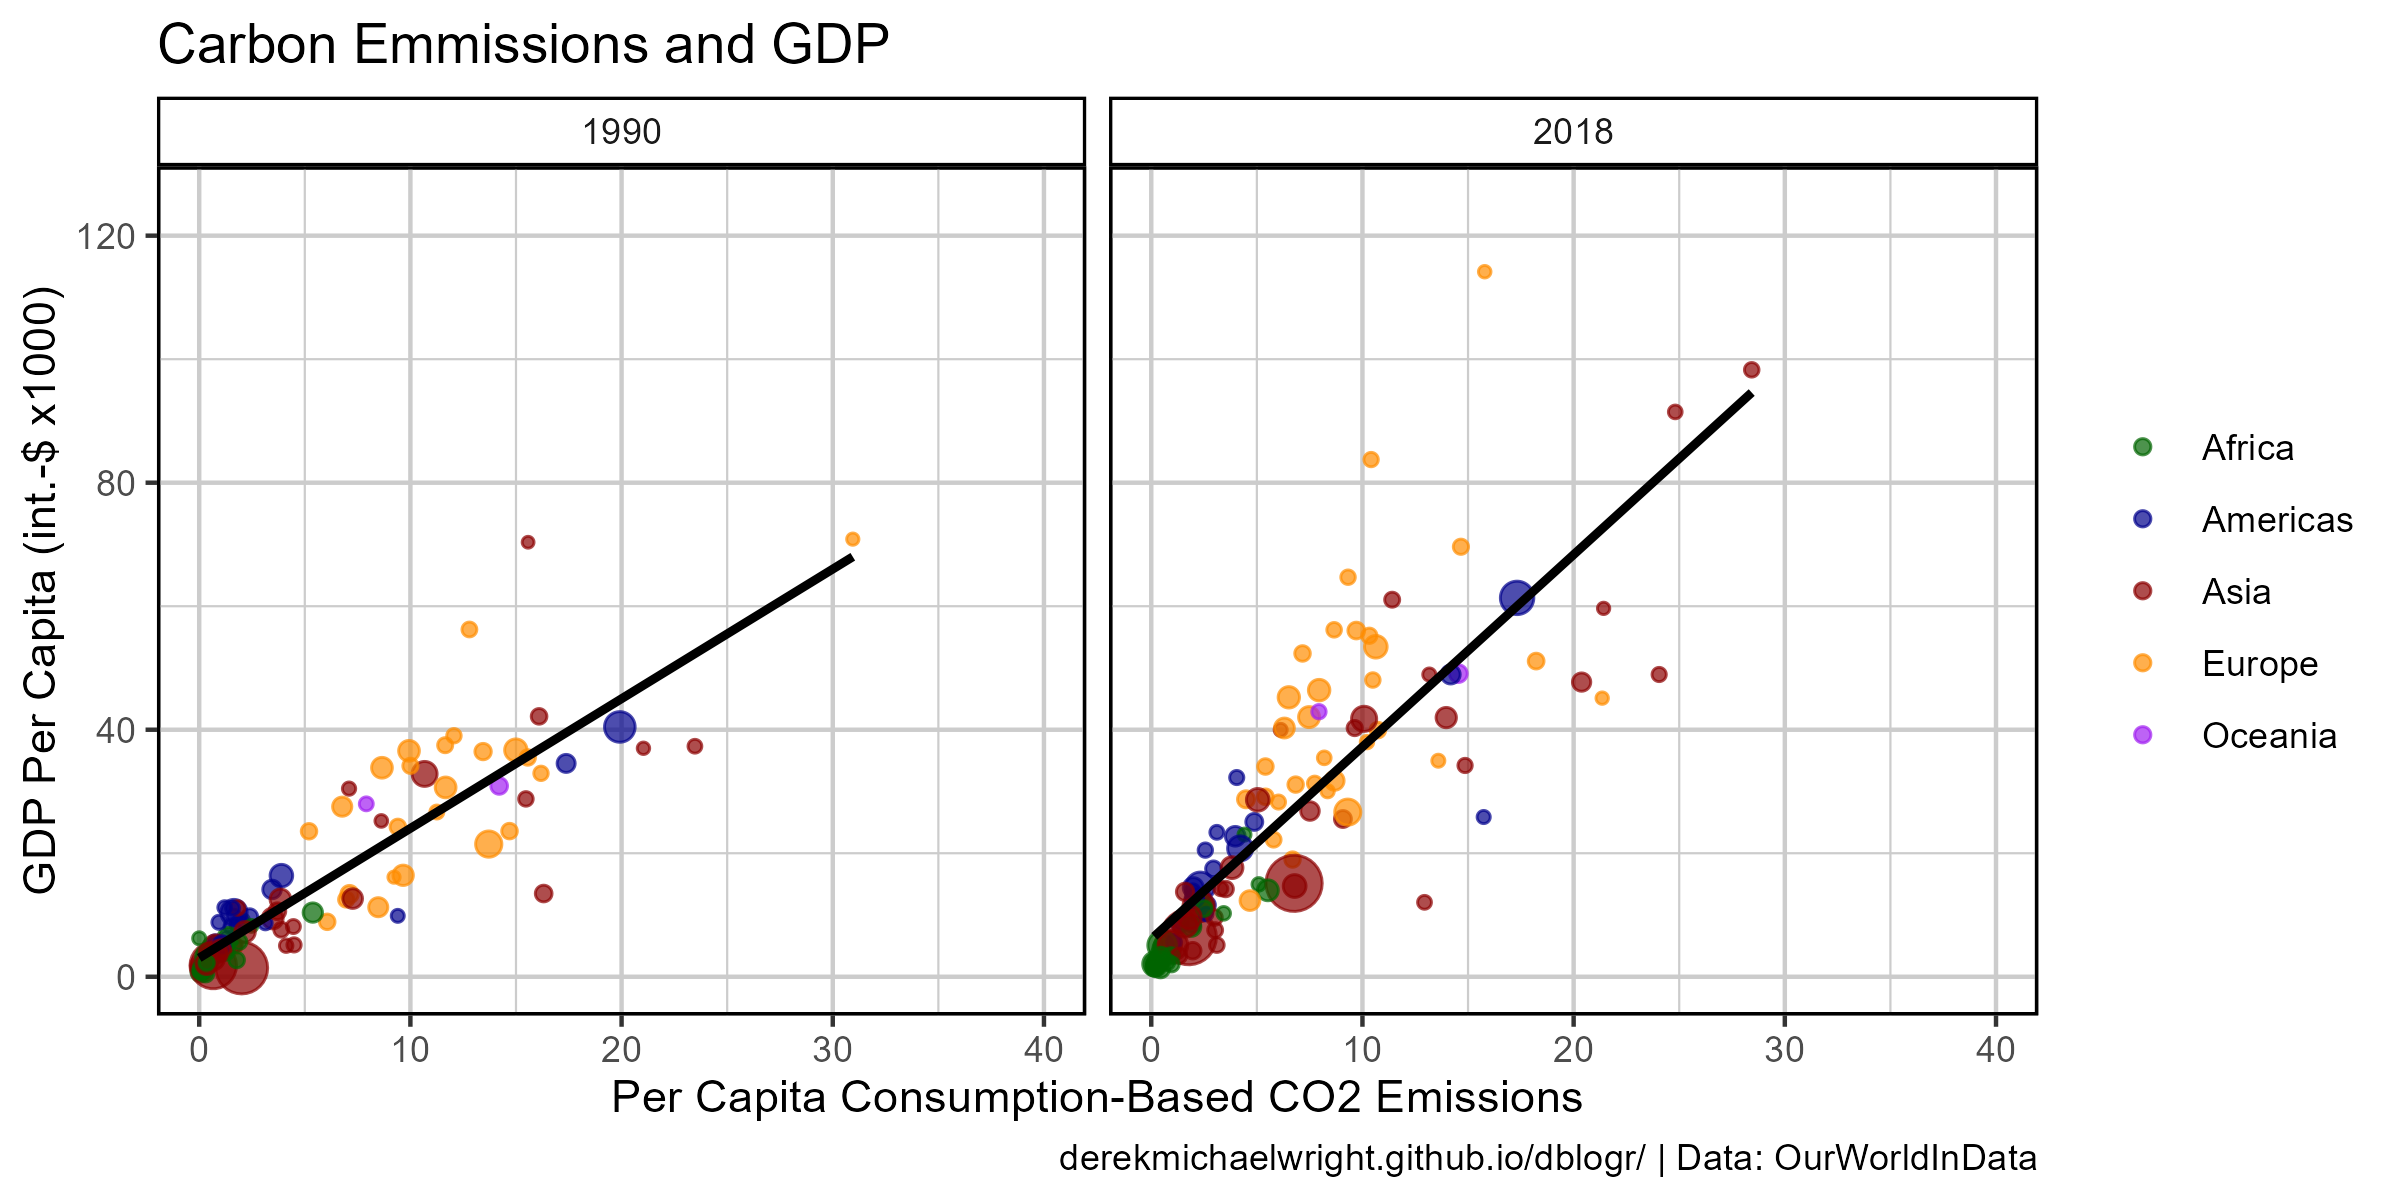 Carbon Emmissions and GDP
1990
2018
GDP Per Capita (int.-$ x1000)
120
80
40
0
0 10 20 30 40
0 10 20 30 40
Per Capita Consumption-Based CO2 Emissions
Africa
Americas
Asia
Europe
Oceania
derekmichaelwright.github.io/dblogr/ | Data: OurWorldInData